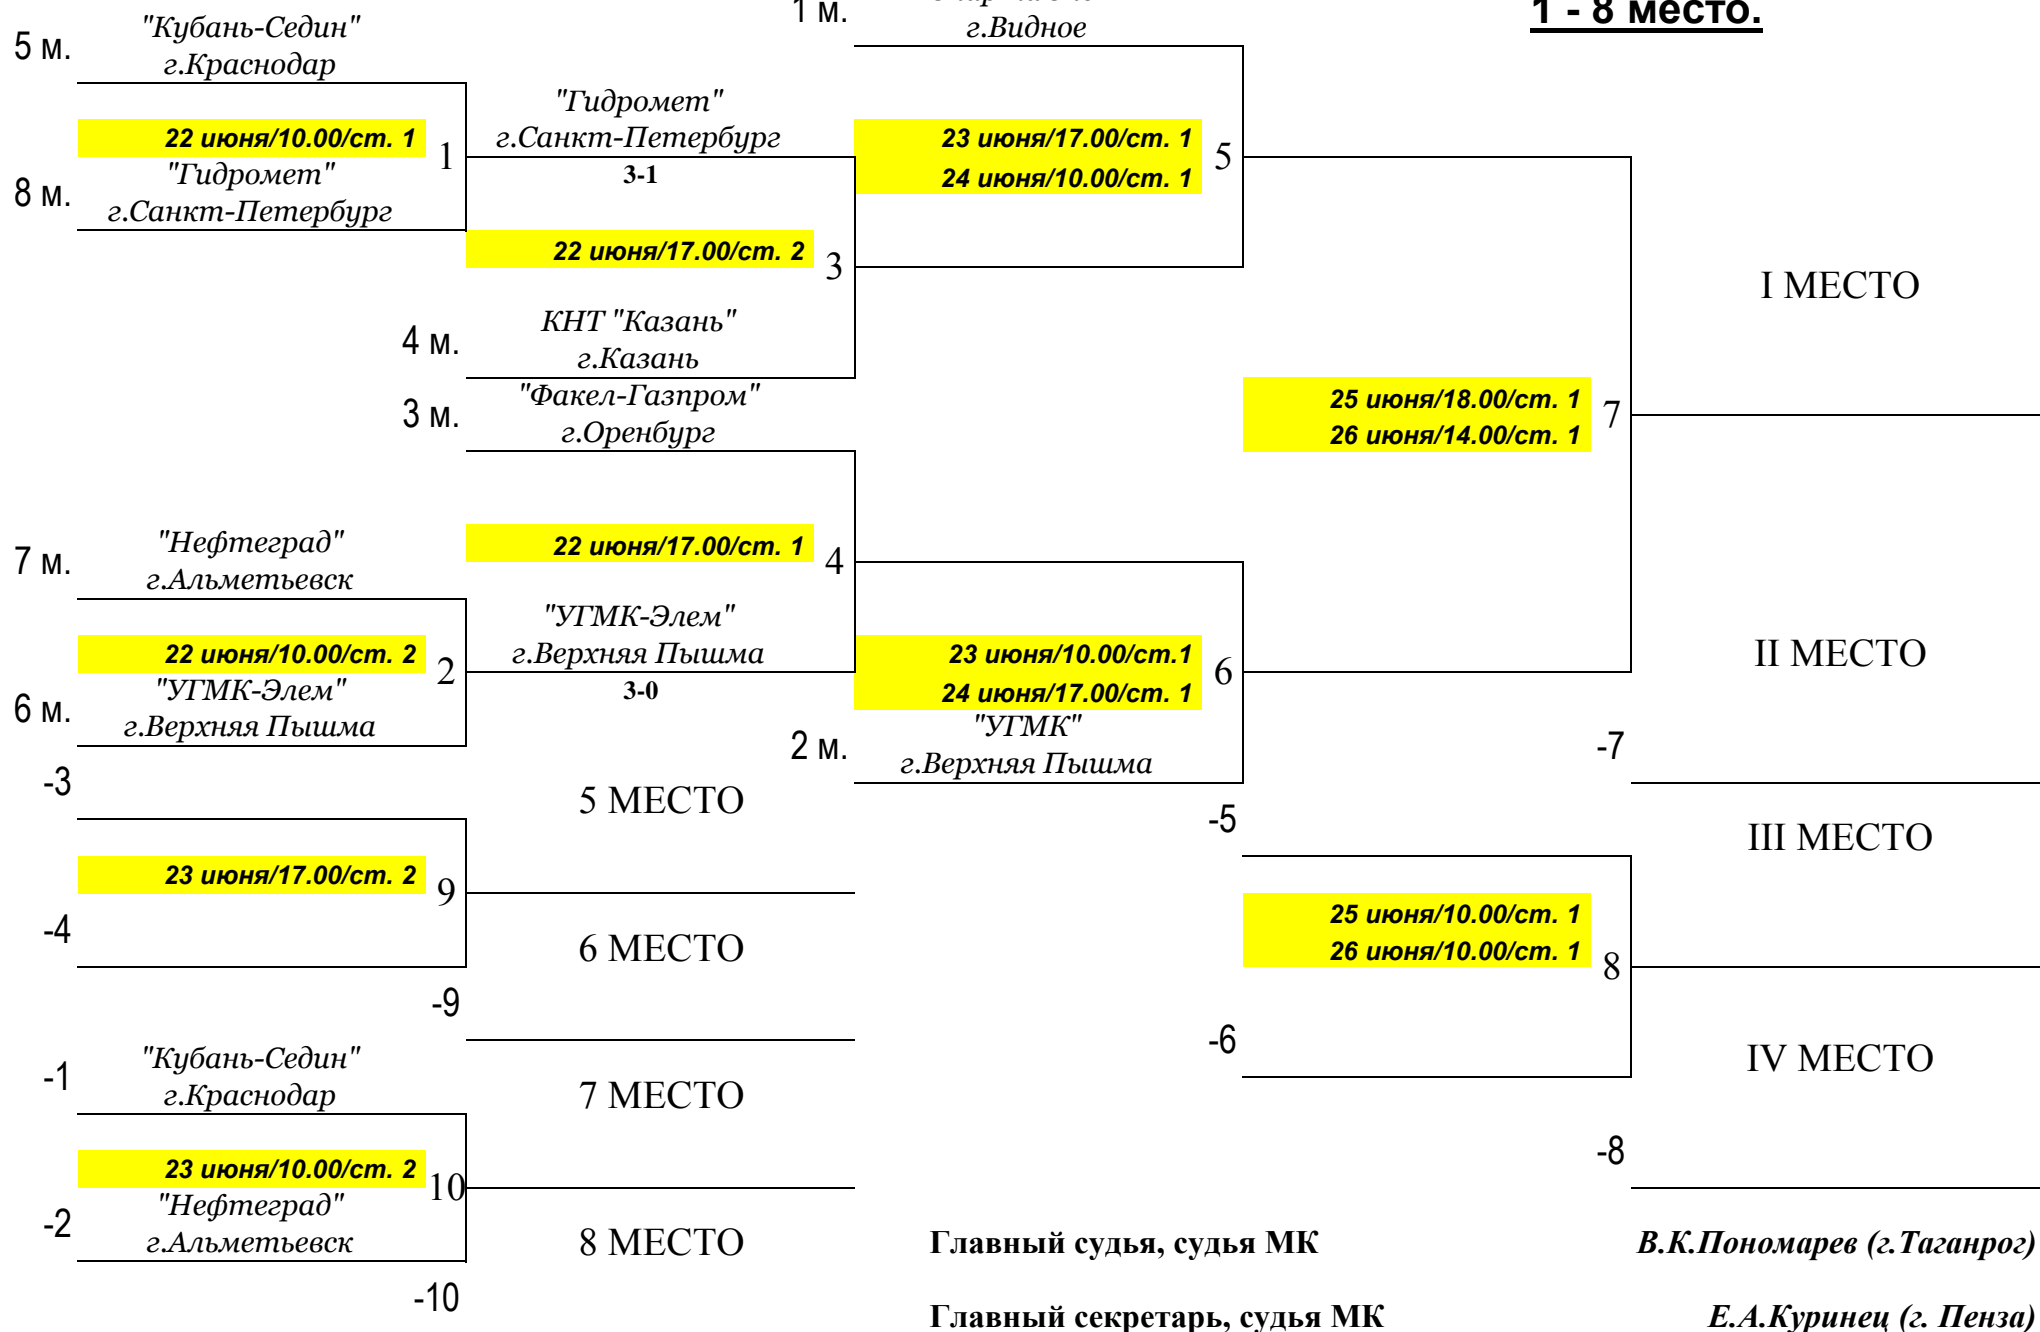 1 м.
г.Видное
1 - 8 место.
5 м.
"Кубань-Седин"
г.Краснодар
22 июня/10.00/ст. 1
1
8 м.
"Гидромет"
г.Санкт-Петербург
"Гидромет"
г.Санкт-Петербург
3-1
22 июня/17.00/ст. 2
3
4 м.
КНТ "Казань"
г.Казань
23 июня/17.00/ст. 1
24 июня/10.00/ст. 1
5
I МЕСТО
3 м.
"Факел-Газпром"
г.Оренбург
25 июня/18.00/ст. 1
26 июня/14.00/ст. 1
7
22 июня/17.00/ст. 1
4
7 м.
"Нефтеград"
г.Альметьевск
22 июня/10.00/ст. 2
2
6 м.
"УГМК-Элем"
г.Верхняя Пышма
"УГМК-Элем"
г.Верхняя Пышма
3-0
23 июня/10.00/ст.1
24 июня/17.00/ст. 1
6
2 м.
"УГМК"
г.Верхняя Пышма
II МЕСТО
-7
-3
5 МЕСТО
-5
III МЕСТО
23 июня/17.00/ст. 2
9
-4
6 МЕСТО
25 июня/10.00/ст. 1
26 июня/10.00/ст. 1
8
-9
-6
IV МЕСТО
-1
"Кубань-Седин"
г.Краснодар
7 МЕСТО
-8
23 июня/10.00/ст. 2
10
-2
"Нефтеград"
г.Альметьевск
8 МЕСТО
-10
Главный судья, судья МК
В.К.Пономарев (г.Таганрог)
Главный секретарь, судья МК
Е.А.Куринец (г. Пенза)